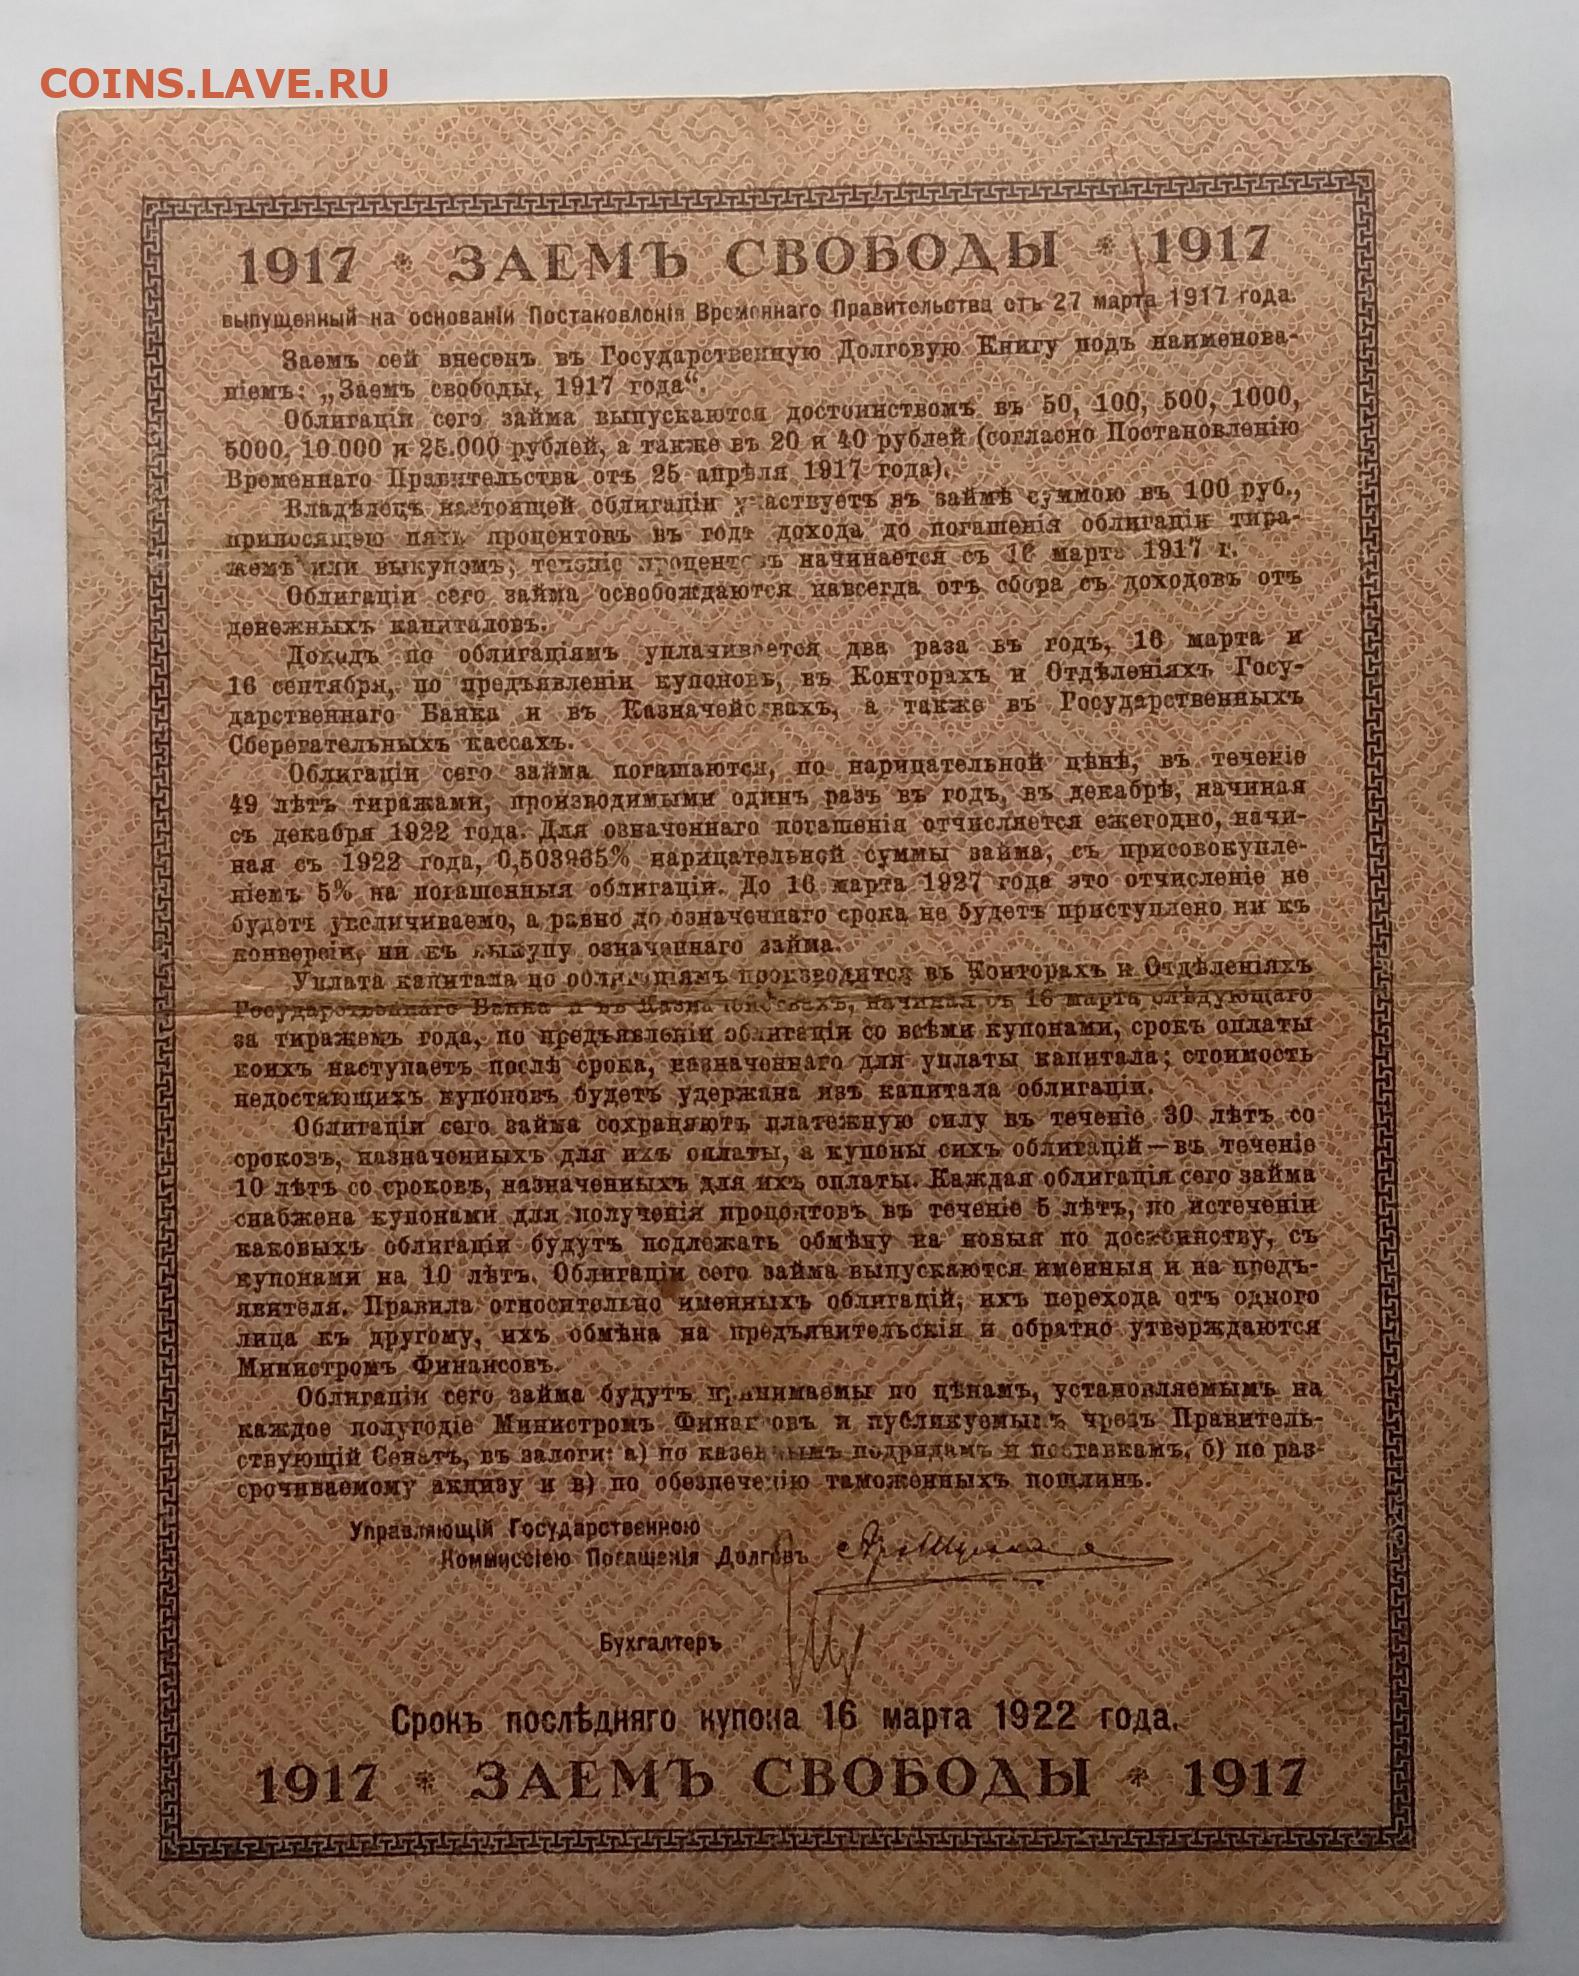 COINS.LAVE.RU
1917 * ЗАЕМЪ СВОБОДЫ * 1917
выпущенный на основаніи Постановленія Временнаго Правительства отъ 27 марта 1917 года.
Заемъ сей внесенъ въ Государственную Долговую Книгу подъ наименова-
ніемъ: „Заемъ свободы, 1917 года“.
Облигаціи сего займа выпускаются достоинствомъ въ 50, 100, 500, 1000,
5000, 10.000 и 25.000 рублей, а также въ 20 и 40 рублей (согласно Постановленію
Временнаго Правительства отъ 25 апрѣля 1917 года).
Владѣлецъ настоящей облигаціи участвуетъ въ займѣ суммою въ 100 руб.,
приносящею пять процентовъ въ годъ дохода до погашенія облигаціи тира-
жемъ или выкупомъ; теченіе процентовъ начинается съ 16 марта 1917 г.
Облигаціи сего займа освобождаются навсегда отъ сбора съ доходовъ отъ
денежныхъ капиталовъ.
Доходъ по облигаціямъ уплачивается два раза въ годъ, 16 марта и
16 сентября, по предъявленіи купоновъ, въ Конторахъ и Отдѣленіяхъ Госу-
дарственнаго Банка и въ Казначействахъ, а также въ Государственныхъ
Сберегательныхъ кассахъ.
Облигаціи сего займа погашаются, по нарицательной цѣнѣ, въ теченіе
49 лѣтъ тиражами, производимыми одинъ разъ въ годъ, въ декабрѣ, начиная
съ декабря 1922 года. Для означеннаго погашенія отчисляется ежегодно, начи-
ная съ 1922 года, 0,503965% нарицательной суммы займа, съ присовокупле-
ніемъ 5% на погашенныя облигаціи. До 16 марта 1927 года это отчисленіе не
будетъ увеличиваемо, а равно до означеннаго срока не будетъ приступлено ни къ
конверсіи, ни къ выкупу означеннаго займа.
Уплата капитала по облигаціямъ производится въ Конторахъ и Отдѣленіяхъ
Государственнаго Банка и въ Казначействахъ, начиная съ 16 марта слѣдующаго
за тиражемъ года, по предъявленіи облигаціи со всѣми купонами, срокъ оплаты
коихъ наступаетъ послѣ срока, назначеннаго для уплаты капитала; стоимость
недостающихъ купоновъ будетъ удержана изъ капитала облигаціи.
Облигаціи сего займа сохраняютъ платежную силу въ теченіе 30 лѣтъ со
сроковъ, назначенныхъ для ихъ оплаты, а купоны сихъ облигацій — въ теченіе
10 лѣтъ со сроковъ, назначенныхъ для ихъ оплаты. Каждая облигація сего займа
снабжена купонами для полученія процентовъ въ теченіе 5 лѣтъ, по истеченіи
каковыхъ облигаціи будутъ подлежать обмѣну на новыя по достоинству, съ
купонами на 10 лѣтъ. Облигаціи сего займа выпускаются именныя и на предъ-
явителя. Правила относительно именныхъ облигацій, ихъ перехода отъ одного
лица къ другому, ихъ обмѣна на предъявительскія и обратно утверждаются
Министромъ Финансовъ.
Облигаціи сего займа будутъ принимаемы по цѣнамъ, установляемымъ на
каждое полугодіе Министромъ Финансовъ и публикуемымъ чрезъ Правитель-
ствующій Сенатъ, въ залоги: а) по казеннымъ подрядамъ и поставкамъ, б) по раз-
срочиваемому акцизу и в) по обезпеченію таможенныхъ пошлинъ.
Управляющій Государственною
Коммиссіею Погашенія Долговъ
Бухгалтеръ
Срокъ послѣдняго купона 16 марта 1922 года.
1917 * ЗАЕМЪ СВОБОДЫ * 1917